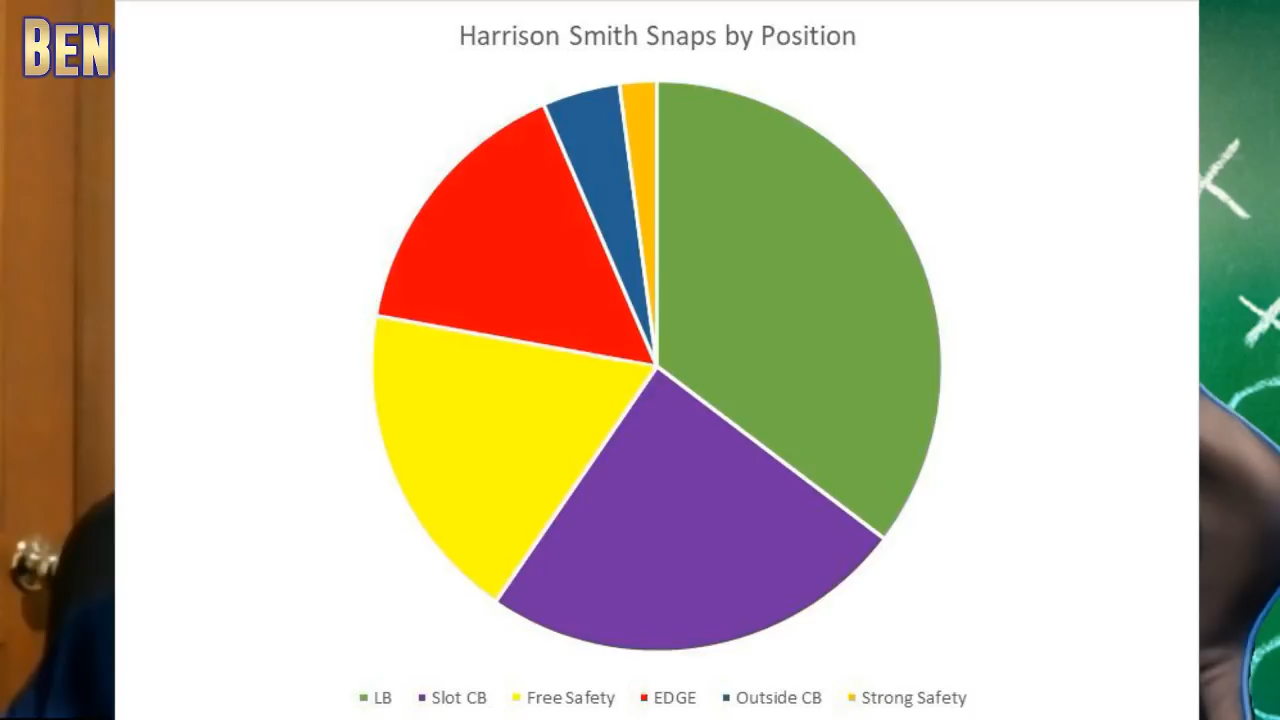 BEN
Harrison Smith Snaps by Position
LB Slot CB Free Safety EDGE Outside CB Strong Safety